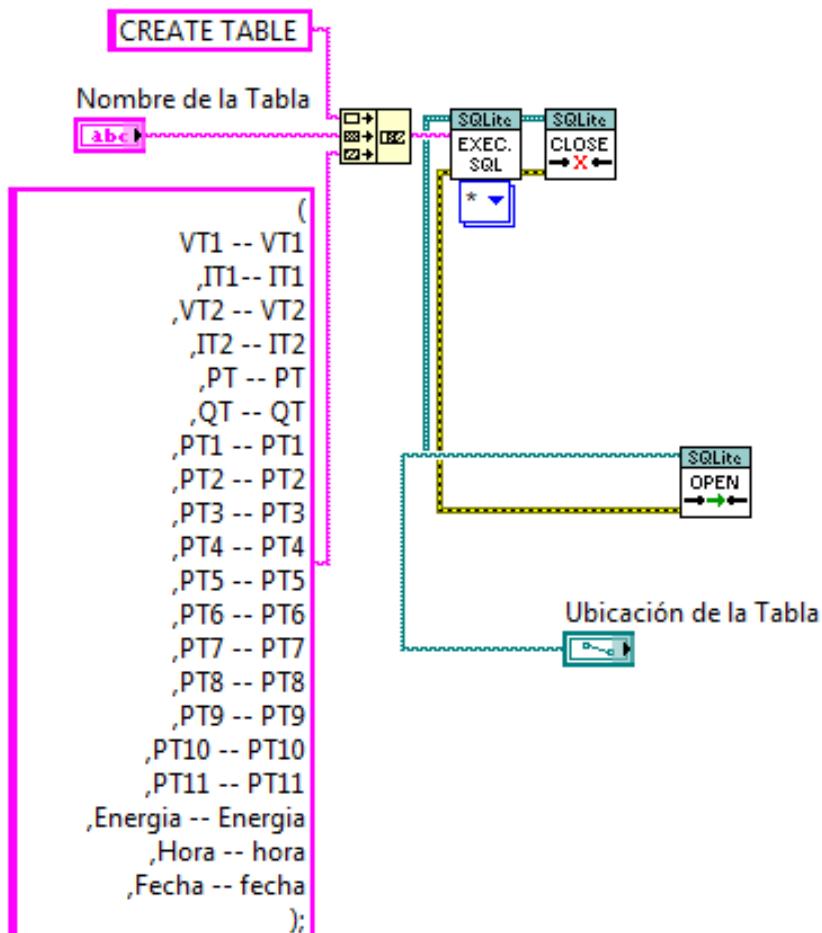 CREATE TABLE
Nombre de la Tabla
abc
SQLite
EXEC.
SQL
*
SQLite
CLOSE
X
(
VT1 -- VT1
,IT1-- IT1
,VT2 -- VT2
,IT2 -- IT2
,PT -- PT
,QT -- QT
,PT1 -- PT1
,PT2 -- PT2
,PT3 -- PT3
,PT4 -- PT4
,PT5 -- PT5
,PT6 -- PT6
,PT7 -- PT7
,PT8 -- PT8
,PT9 -- PT9
,PT10 -- PT10
,PT11 -- PT11
,Energia -- Energia
,Hora -- hora
,Fecha -- fecha
);
SQLite
OPEN
Ubicación de la Tabla